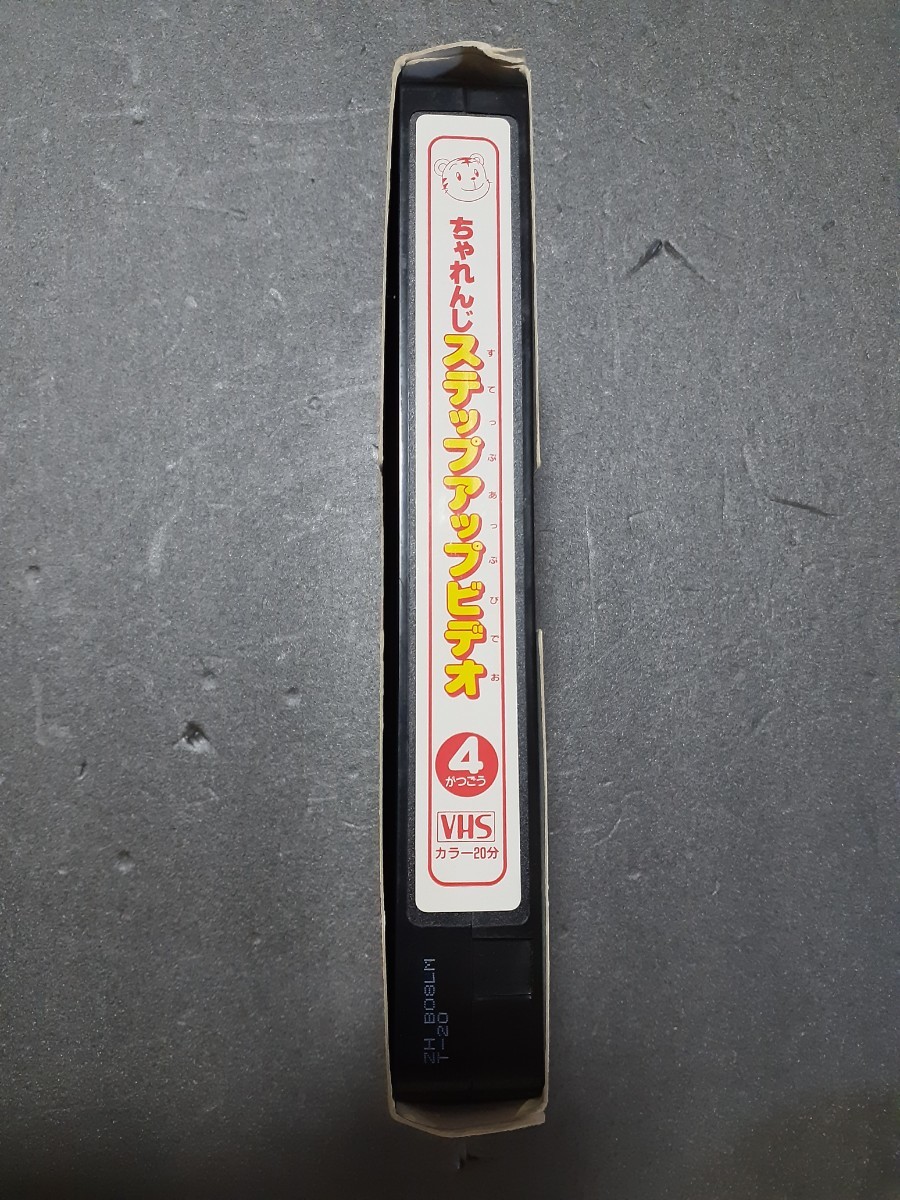 ちゃれんじステップアップビデオ
すてっぷあっぷびでお
4
がつごう
VHS
カラー20分
ZH B08LM
T-20